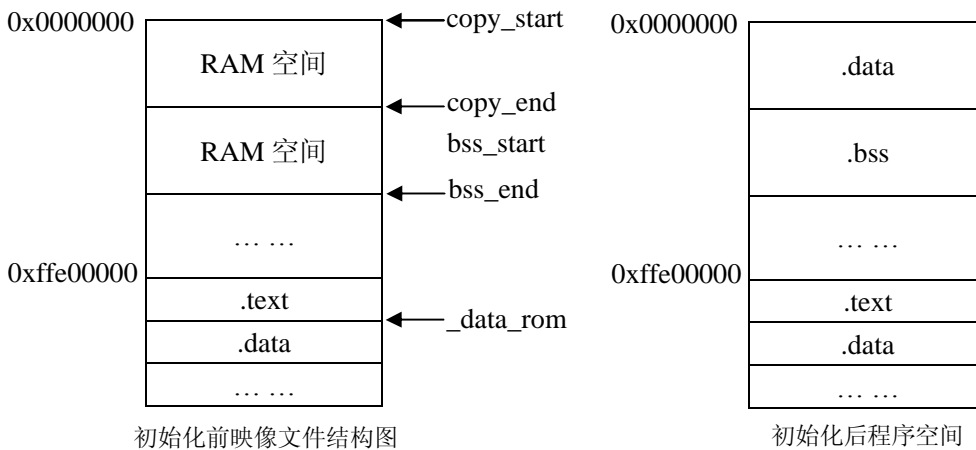 0x0000000
RAM 空间
copy_start
copy_end
RAM 空间
bss_start
bss_end
… …
0xffe00000
.text
_data_rom
.data
… …
初始化前映像文件结构图
0x0000000
.data
.bss
… …
0xffe00000
.text
.data
… …
初始化后程序空间